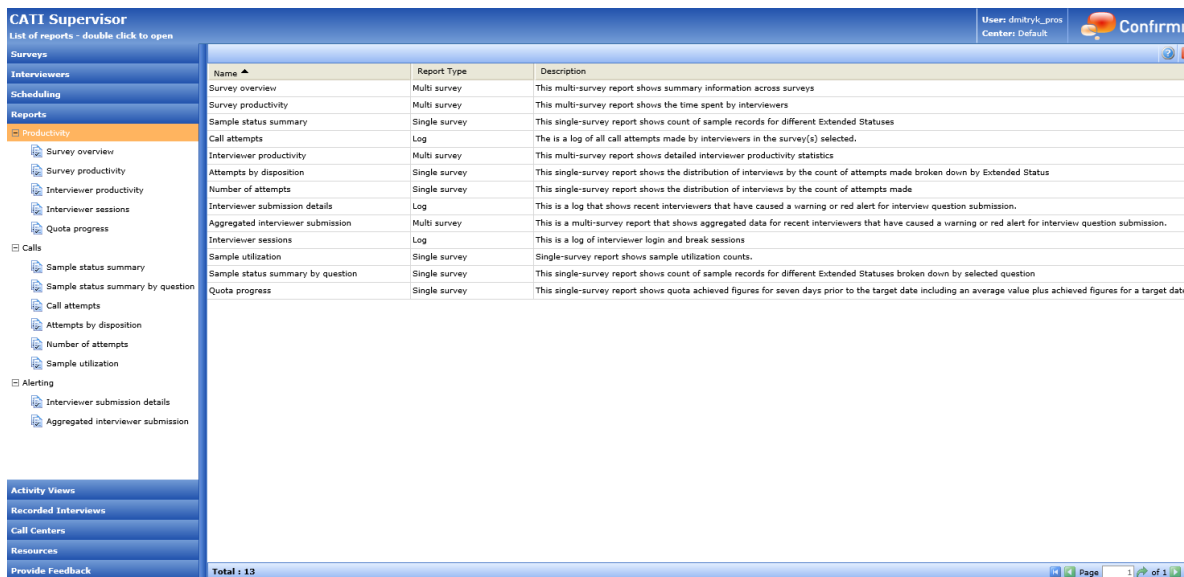 CATI Supervisor
List of reports - double click to open
User: dmitryk_pros
Center: Default
Surveys
Interviewers
Scheduling
Reports
Productivity
Survey overview
Survey productivity
Interviewer productivity
Interviewer sessions
Quota progress
Calls
Sample status summary
Sample status summary by question
Call attempts
Attempts by disposition
Number of attempts
Sample utilization
Alerting
Interviewer submission details
Aggregated interviewer submission
Activity Views
Recorded Interviews
Call Centers
Resources
Provide Feedback
Name Report Type Description
Survey overview Multi survey This multi-survey report shows summary information across surveys
Survey productivity Multi survey This multi-survey report shows the time spent by interviewers
Sample status summary Single survey This single-survey report shows count of sample records for different Extended Statuses
Call attempts Log The is a log of all call attempts made by interviewers in the survey(s) selected.
Interviewer productivity Multi survey This multi-survey report shows detailed interviewer productivity statistics
Attempts by disposition Single survey This single-survey report shows the distribution of interviews by the count of attempts made broken down by Extended Status
Number of attempts Single survey This single-survey report shows the distribution of interviews by the count of attempts made
Interviewer submission details Log This is a log that shows recent interviewers that have caused a warning or red alert for interview question submission.
Aggregated interviewer submission Multi survey This is a multi-survey report that shows aggregated data for recent interviewers that have caused a warning or red alert for interview question submission.
Interviewer sessions Log This is a log of interviewer login and break sessions
Sample utilization Single survey Single-survey report shows sample utilization counts.
Sample status summary by question Single survey This single-survey report shows count of sample records for different Extended Statuses broken down by selected question
Quota progress Single survey This single-survey report shows quota achieved figures for seven days prior to the target date including an average value plus achieved figures for a target date
Total : 13
Page 1 of 1